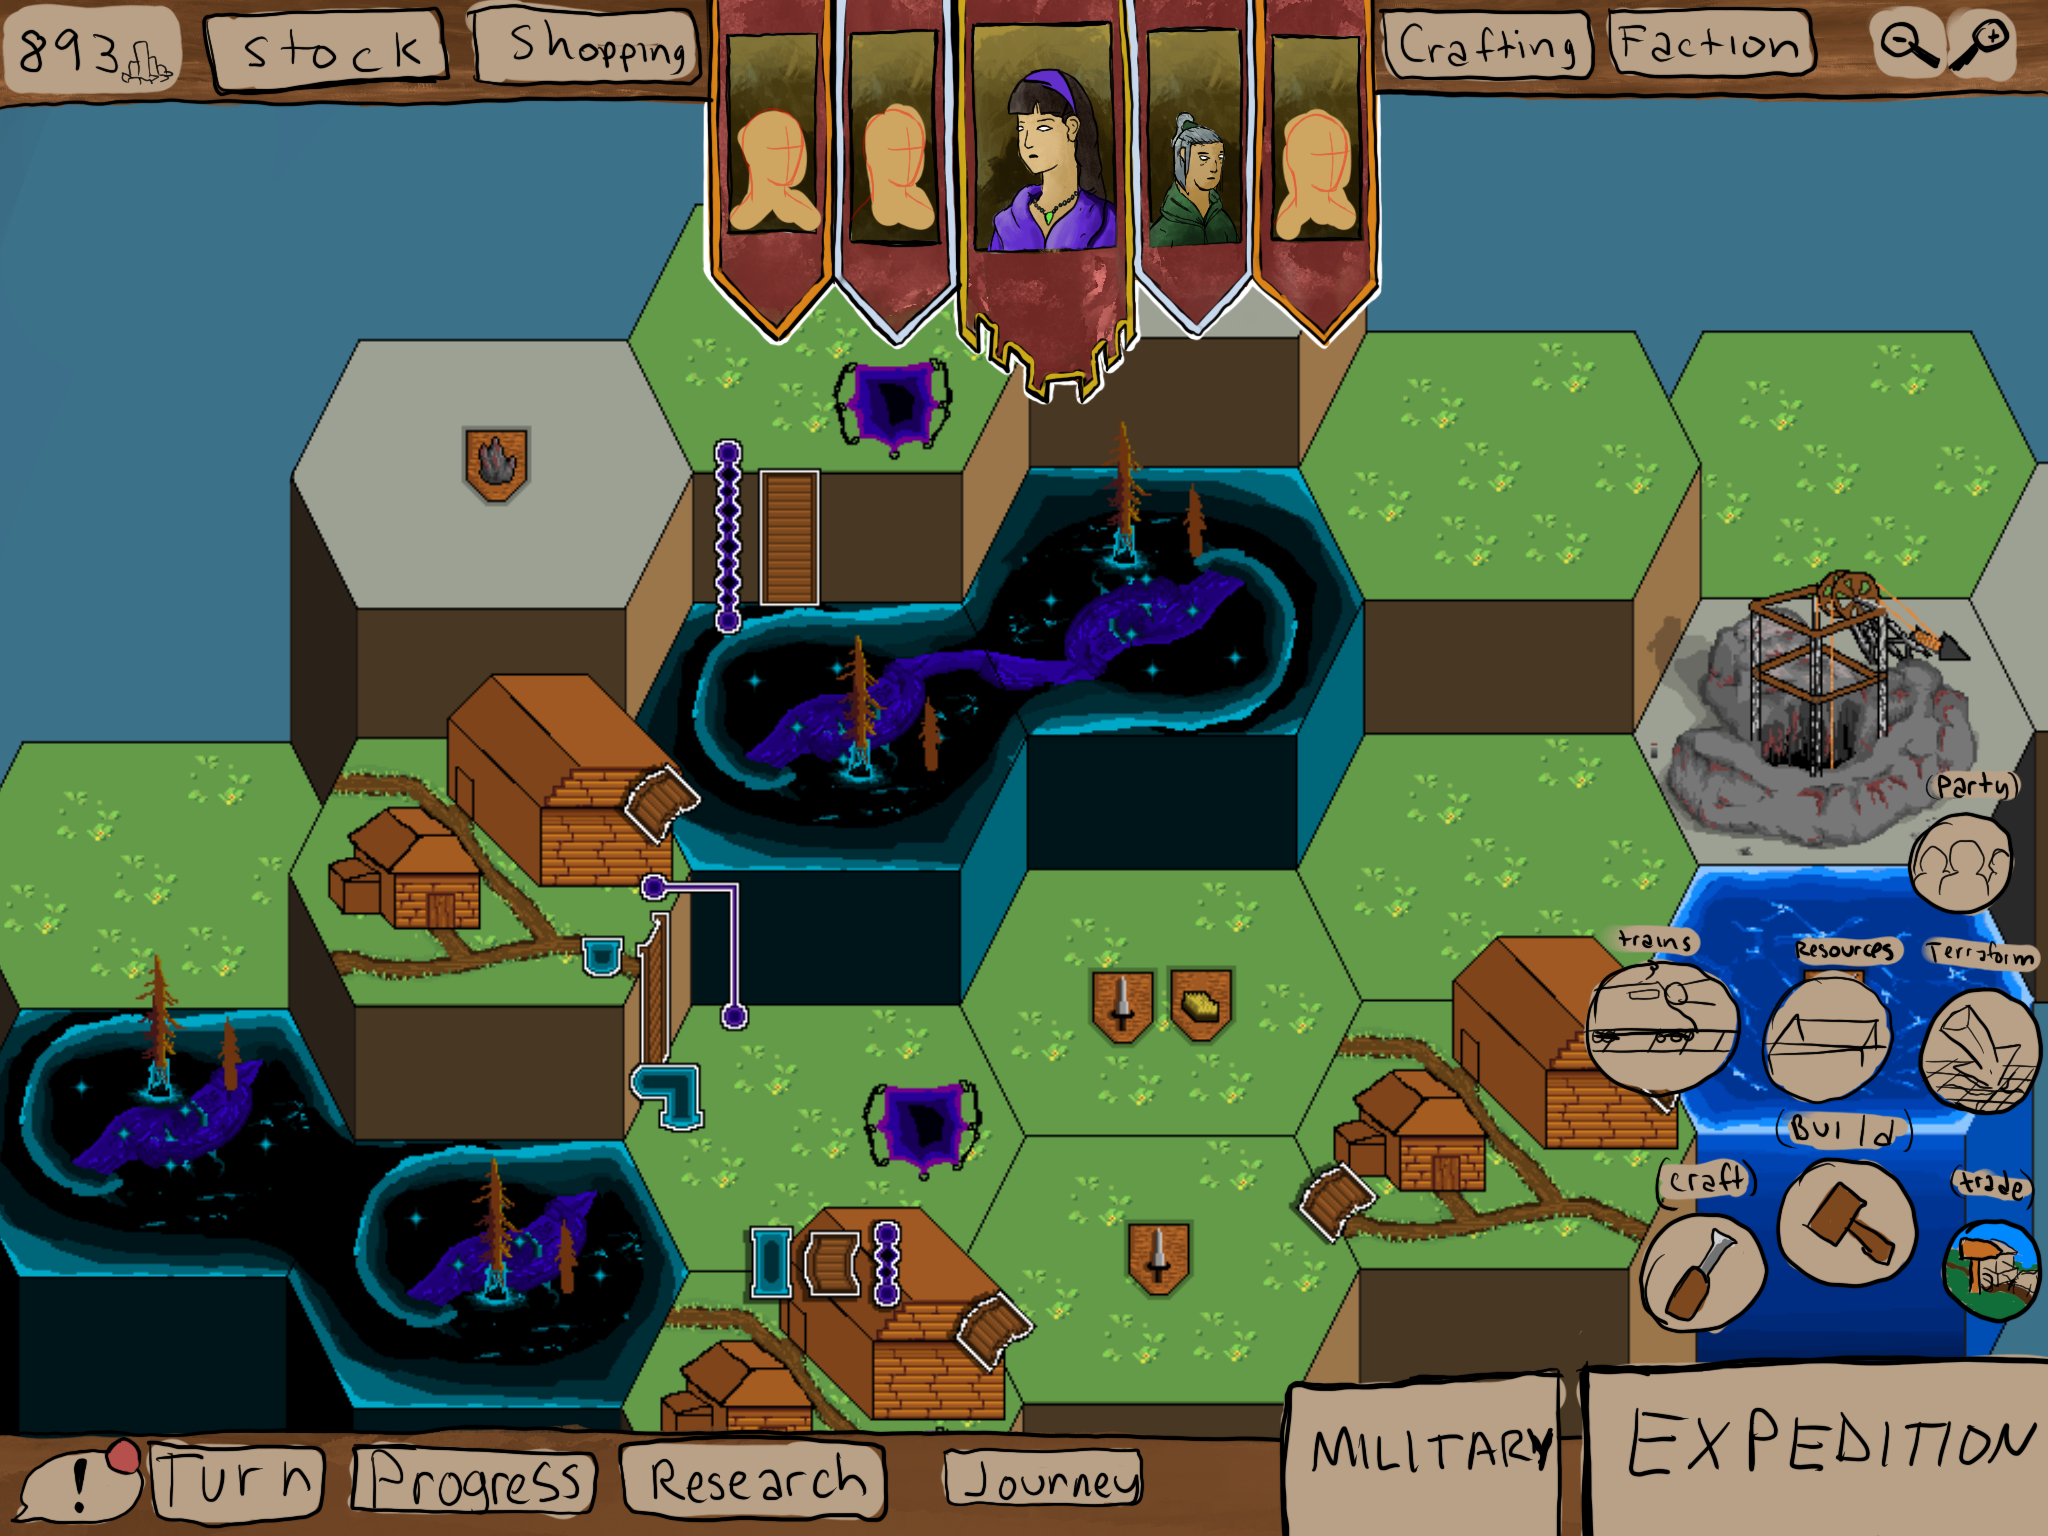 893
Stock
Shopping
Crafting
Faction
Party
trains
Resources
Terraform
Build
craft
trade
!
Turn
Progress
Research
Journey
MILITARY
EXPEDITION